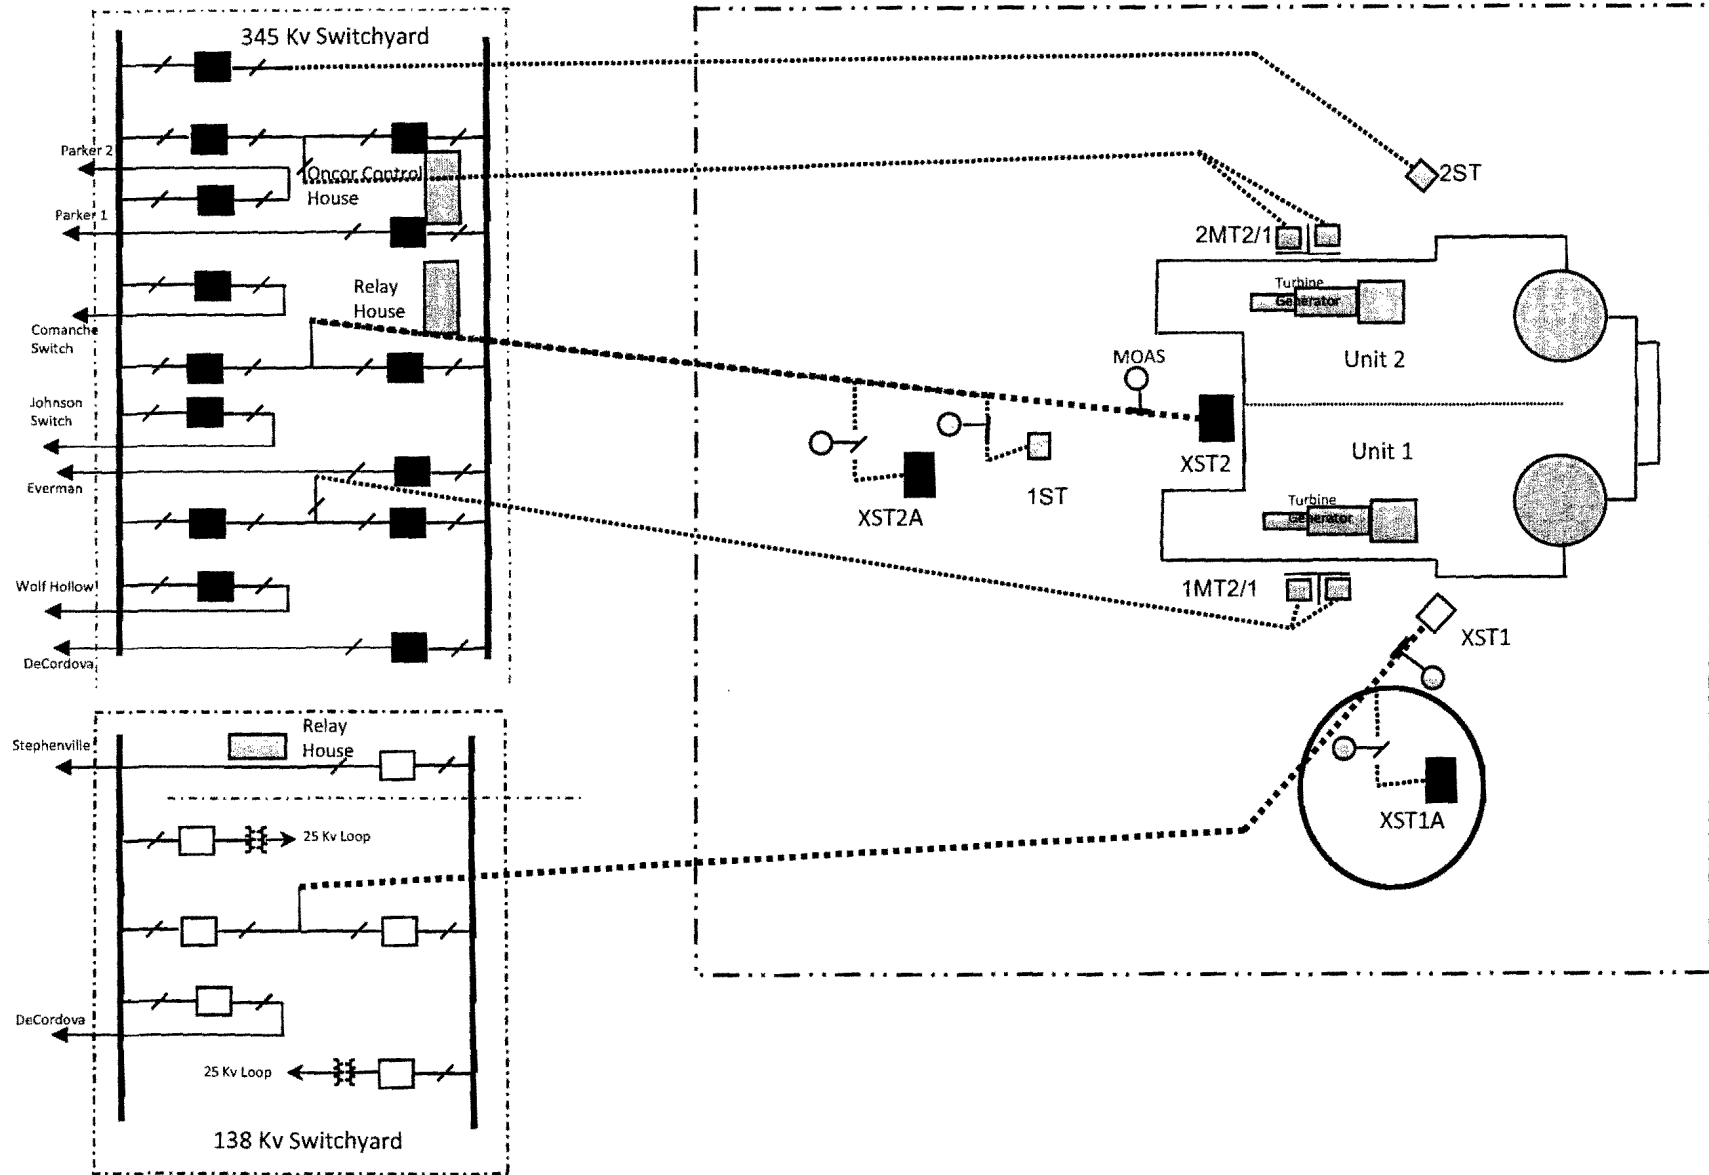 345 Kv Switchyard
Parker 2
Oncor Control
House
Parker 1
Relay
House
Comanche
Switch
Johnson
Switch
Everman
Wolf Hollow
DeCordova
Stephenville
Relay
House
25 Kv Loop
DeCordova
25 Kv Loop
138 Kv Switchyard
2ST
2MT2/1
Turbine
Generator
Unit 2
MOAS
XST2
XST2A
1ST
Unit 1
Turbine
Generator
1MT2/1
XST1
XST1A